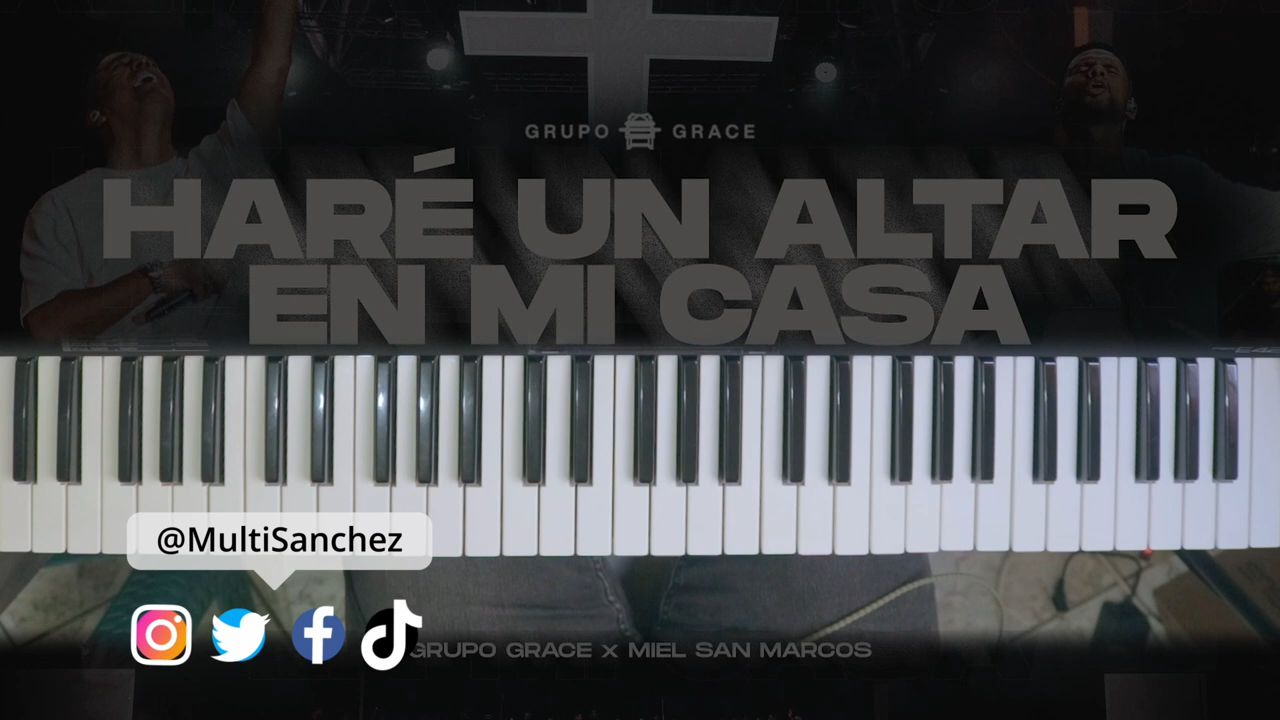 GRUPO GRACE
HARÉ UN ALTAR
EN MI CASA
@MultiSanchez
GRUPO GRACE x MIEL SAN MARCOS